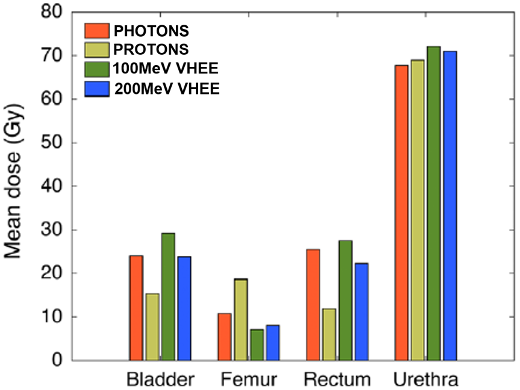 80
70
60
50
40
30
20
10
0
Mean dose (Gy)
PHOTONS
PROTONS
100MeV VHEE
200MeV VHEE
Bladder Femur Rectum Urethra